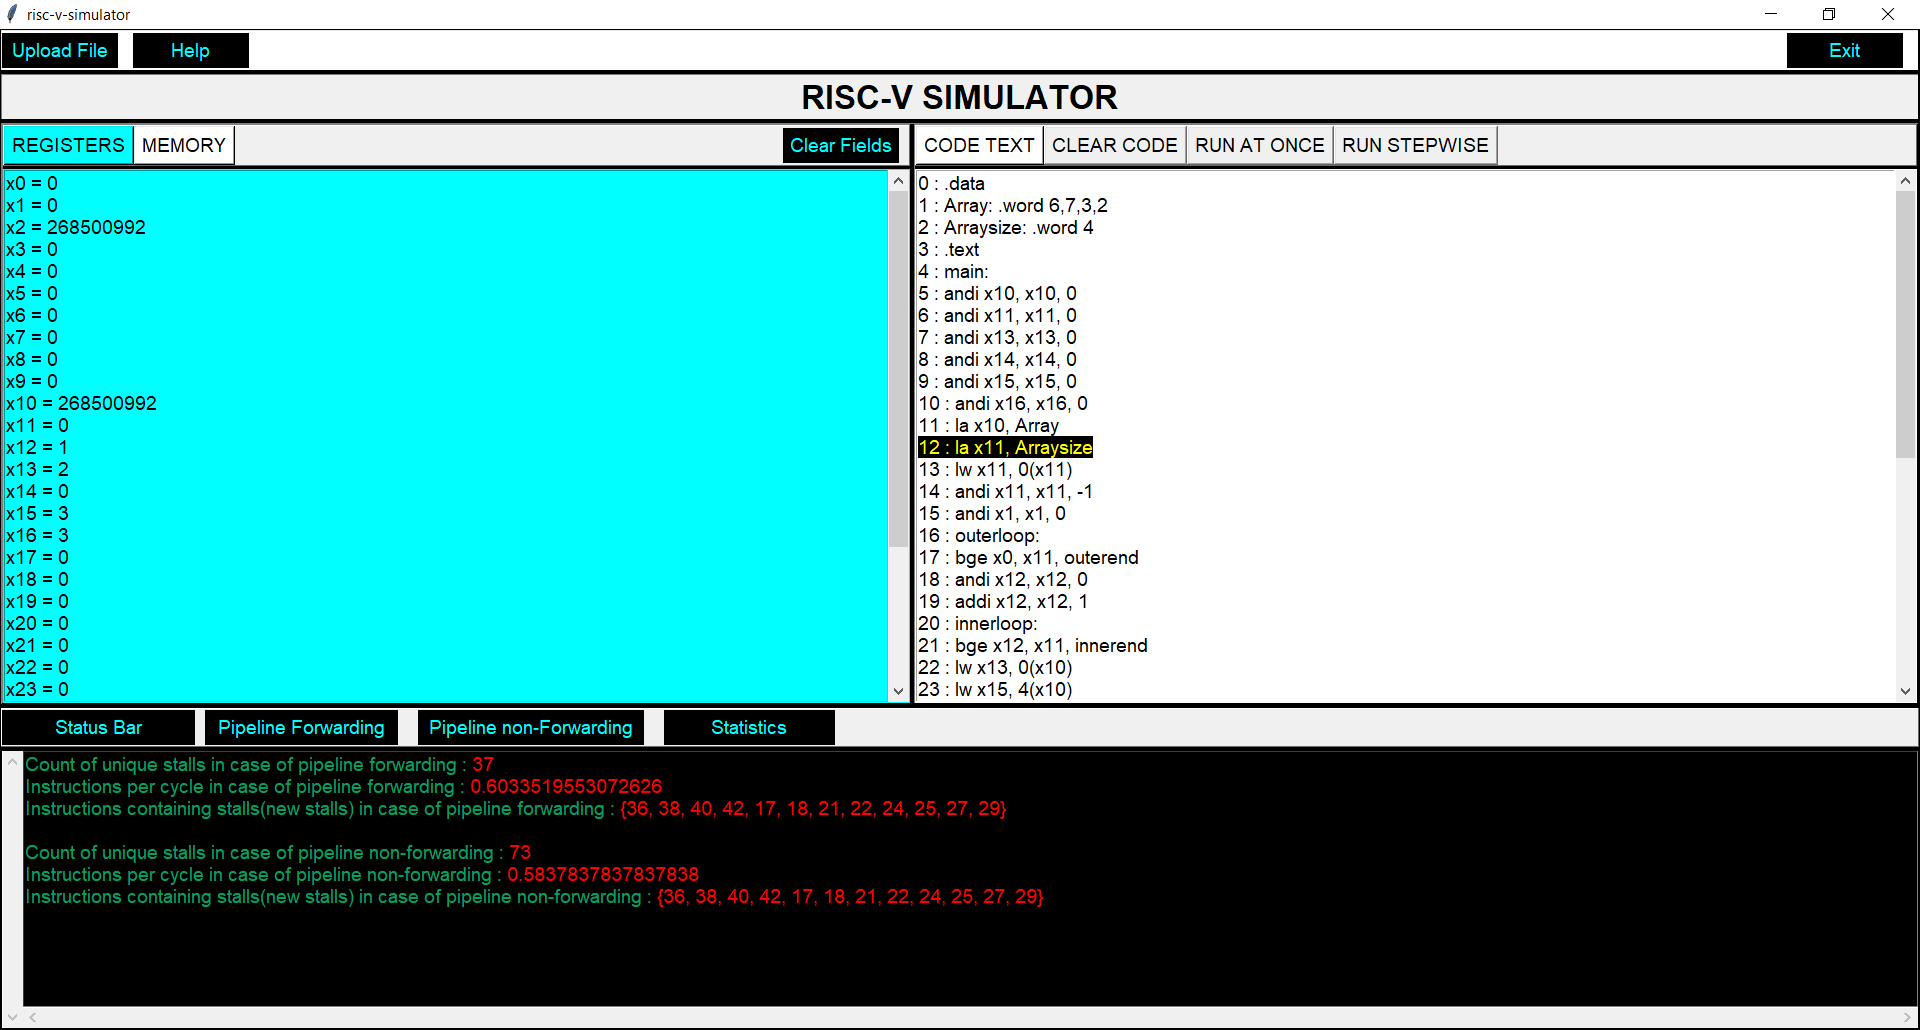 risc-v-simulator
Upload File
Help
Exit
RISC-V SIMULATOR
REGISTERS
MEMORY
Clear Fields
x0 = 0
x1 = 0
x2 = 268500992
x3 = 0
x4 = 0
x5 = 0
x6 = 0
x7 = 0
x8 = 0
x9 = 0
x10 = 268500992
x11 = 0
x12 = 1
x13 = 2
x14 = 0
x15 = 3
x16 = 3
x17 = 0
x18 = 0
x19 = 0
x20 = 0
x21 = 0
x22 = 0
x23 = 0
CODE TEXT
CLEAR CODE
RUN AT ONCE
RUN STEPWISE
0 : .data
1 : Array: .word 6,7,3,2
2 : Arraysize: .word 4
3 : .text
4 : main:
5 : andi x10, x10, 0
6 : andi x11, x11, 0
7 : andi x13, x13, 0
8 : andi x14, x14, 0
9 : andi x15, x15, 0
10 : andi x16, x16, 0
11 : la x10, Array
12 : la x11, Arraysize
13 : lw x11, 0(x11)
14 : andi x11, x11, -1
15 : andi x1, x1, 0
16 : outerloop:
17 : bge x0, x11, outerend
18 : andi x12, x12, 0
19 : addi x12, x12, 1
20 : innerloop:
21 : bge x12, x11, innerend
22 : lw x13, 0(x10)
23 : lw x15, 4(x10)
Status Bar
Pipeline Forwarding
Pipeline non-Forwarding
Statistics
Count of unique stalls in case of pipeline forwarding : 37
Instructions per cycle in case of pipeline forwarding : 0.6033519553072626
Instructions containing stalls(new stalls) in case of pipeline forwarding : {36, 38, 40, 42, 17, 18, 21, 22, 24, 25, 27, 29}
Count of unique stalls in case of pipeline non-forwarding : 73
Instructions per cycle in case of pipeline non-forwarding : 0.5837837837837838
Instructions containing stalls(new stalls) in case of pipeline non-forwarding : {36, 38, 40, 42, 17, 18, 21, 22, 24, 25, 27, 29}